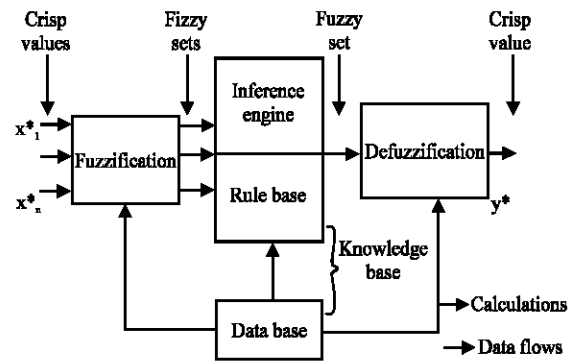 Crisp
values
Fizzy
sets
Fuzzy
set
Crisp
value
Inference
engine
x*1
Fuzzification
Defuzzification
x*n
Rule base
y*
Knowledge
base
Data base
Calculations
Data flows